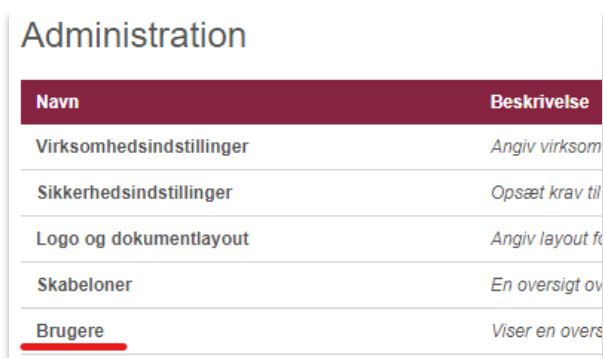 Administration
Navn Beskrivelse
Virksomhedsindstillinger Angiv virksom
Sikkerhedsindstillinger Opsæt krav til
Logo og dokumentlayout Angiv layout fo
Skabeloner En oversigt ov
Brugere Viser en overs